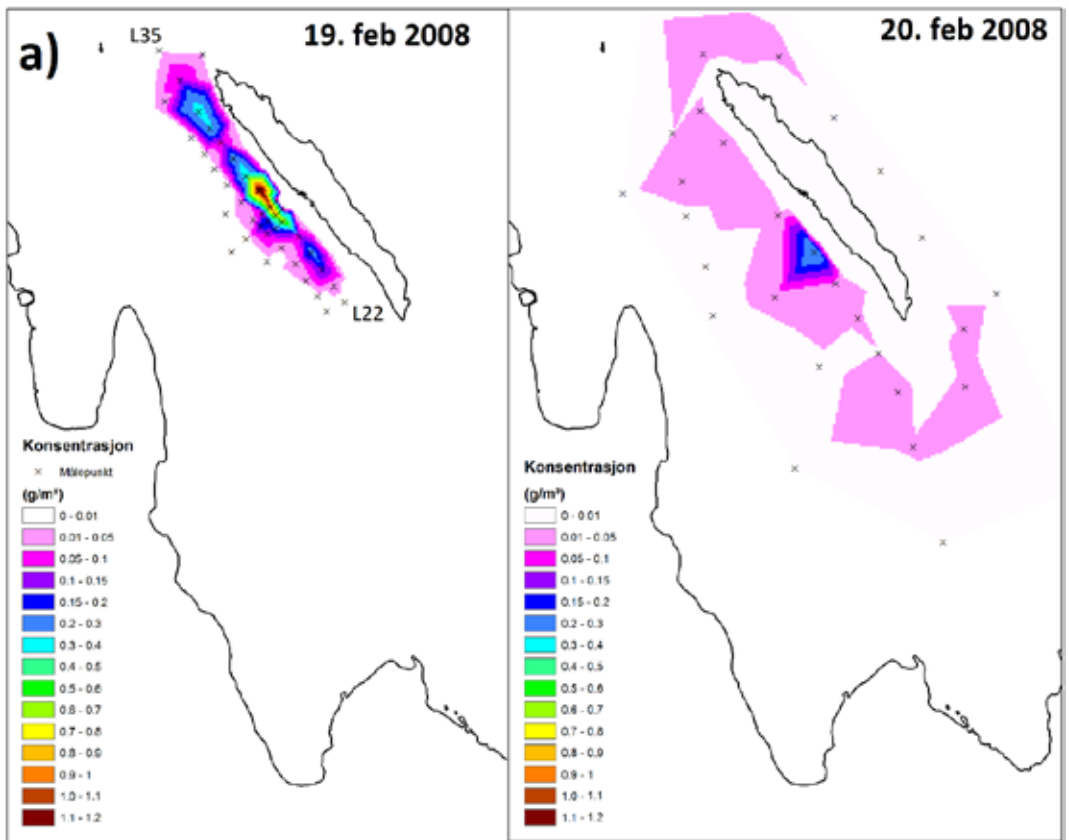 a)
L35
19. feb 2008
L22
Konsentrasjon
× Målepunkt
(g/m³)
0 - 0.01
0.01 - 0.05
0.05 - 0.1
0.1 - 0.15
0.15 - 0.2
0.2 - 0.3
0.3 - 0.4
0.4 - 0.5
0.5 - 0.6
0.6 - 0.7
0.7 - 0.8
0.8 - 0.9
0.9 - 1
1.0 - 1.1
1.1 - 1.2
20. feb 2008
Konsentrasjon
(g/m³)
0 - 0.01
0.01 - 0.05
0.05 - 0.1
0.1 - 0.15
0.15 - 0.2
0.2 - 0.3
0.3 - 0.4
0.4 - 0.5
0.5 - 0.6
0.6 - 0.7
0.7 - 0.8
0.8 - 0.9
0.9 - 1
1.0 - 1.1
1.1 - 1.2